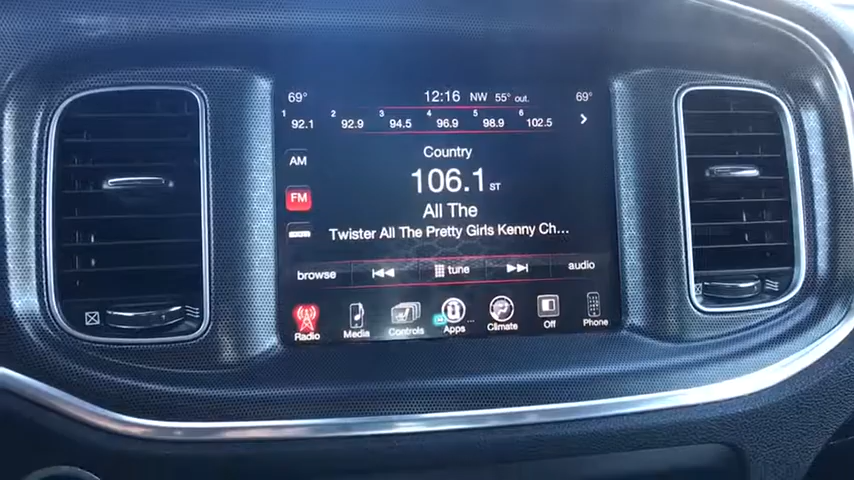 69° 12:16 NW 55° out. 69°
1 92.1 2 92.9 3 94.5 4 96.9 5 98.9 6 102.5
AM
Country
FM
106.1 ST
All The
Twister All The Pretty Girls Kenny Ch...
browse tune audio
Radio Media Controls Apps Climate Off Phone